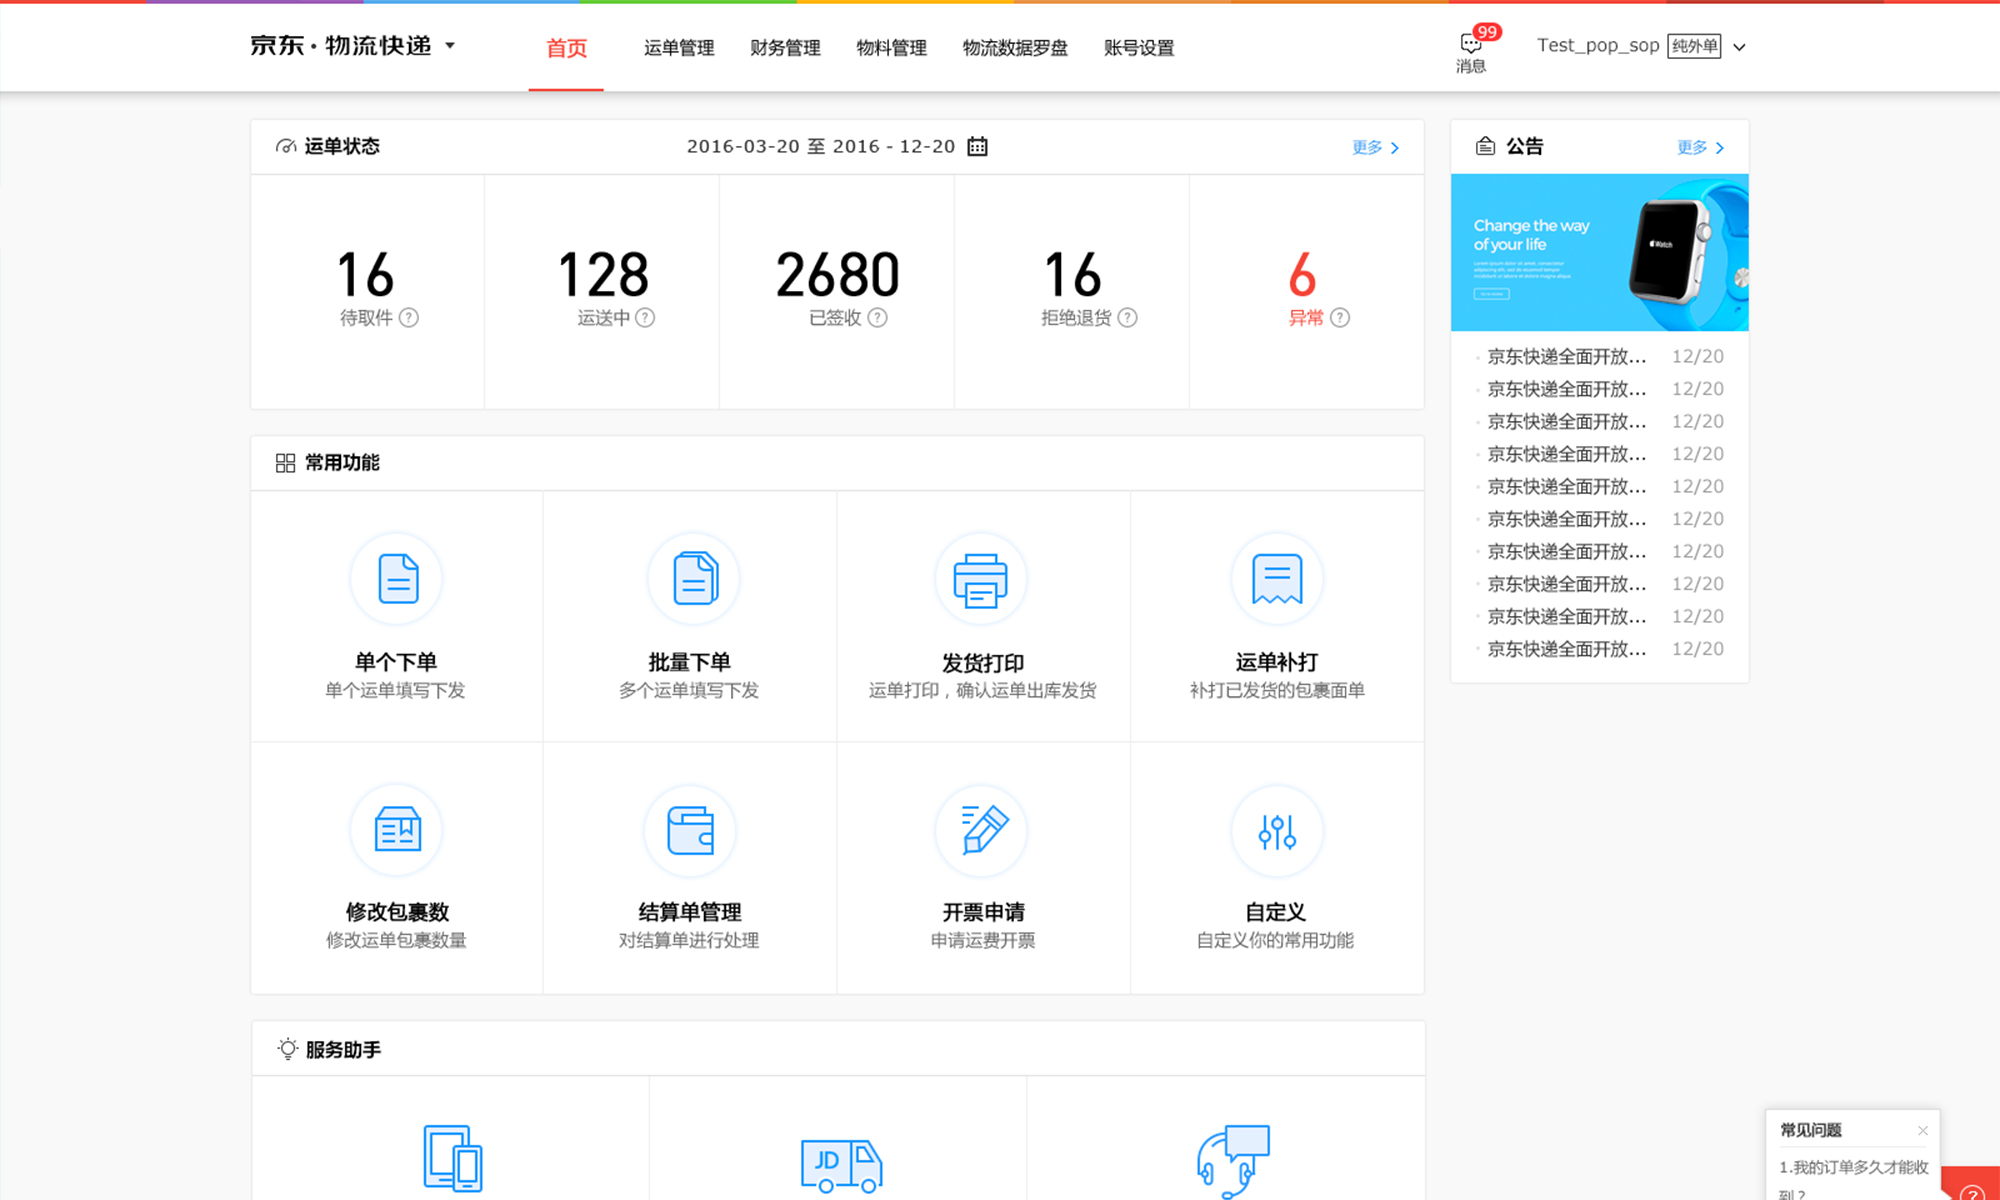 京东·物流快递
首页
运单管理
财务管理
物料管理
物流数据罗盘
账号设置
99
消息
Test_pop_sop
纯外单
运单状态
2016-03-20 至 2016 - 12-20
更多
16
待取件 ?
128
运送中 ?
2680
已签收 ?
16
拒绝退货 ?
6
异常 ?
公告
更多
Change the way
of your life
Watch
京东快递全面开放... 12/20
京东快递全面开放... 12/20
京东快递全面开放... 12/20
京东快递全面开放... 12/20
京东快递全面开放... 12/20
京东快递全面开放... 12/20
京东快递全面开放... 12/20
京东快递全面开放... 12/20
京东快递全面开放... 12/20
京东快递全面开放... 12/20
常用功能
单个下单
单个运单填写下发
批量下单
多个运单填写下发
发货打印
运单打印，确认运单出库发货
运单补打
补打已发货的包裹面单
修改包裹数
修改运单包裹数量
结算单管理
对结算单进行处理
开票申请
申请运费开票
自定义
自定义你的常用功能
服务助手
JD
常见问题
1.我的订单多久才能收
到？
?